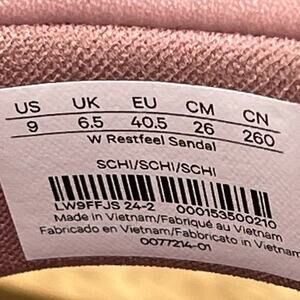 US UK EU CM CN
9 6.5 40.5 26 260
W Restfeel Sandal
SCHI/SCHI/SCHI
LW9FFJS 24-2 000153500210
Made in Vietnam/Fabriqué au Vietnam
Fabricado en Vietnam/Fabbricato in Vietnam
0077214-01